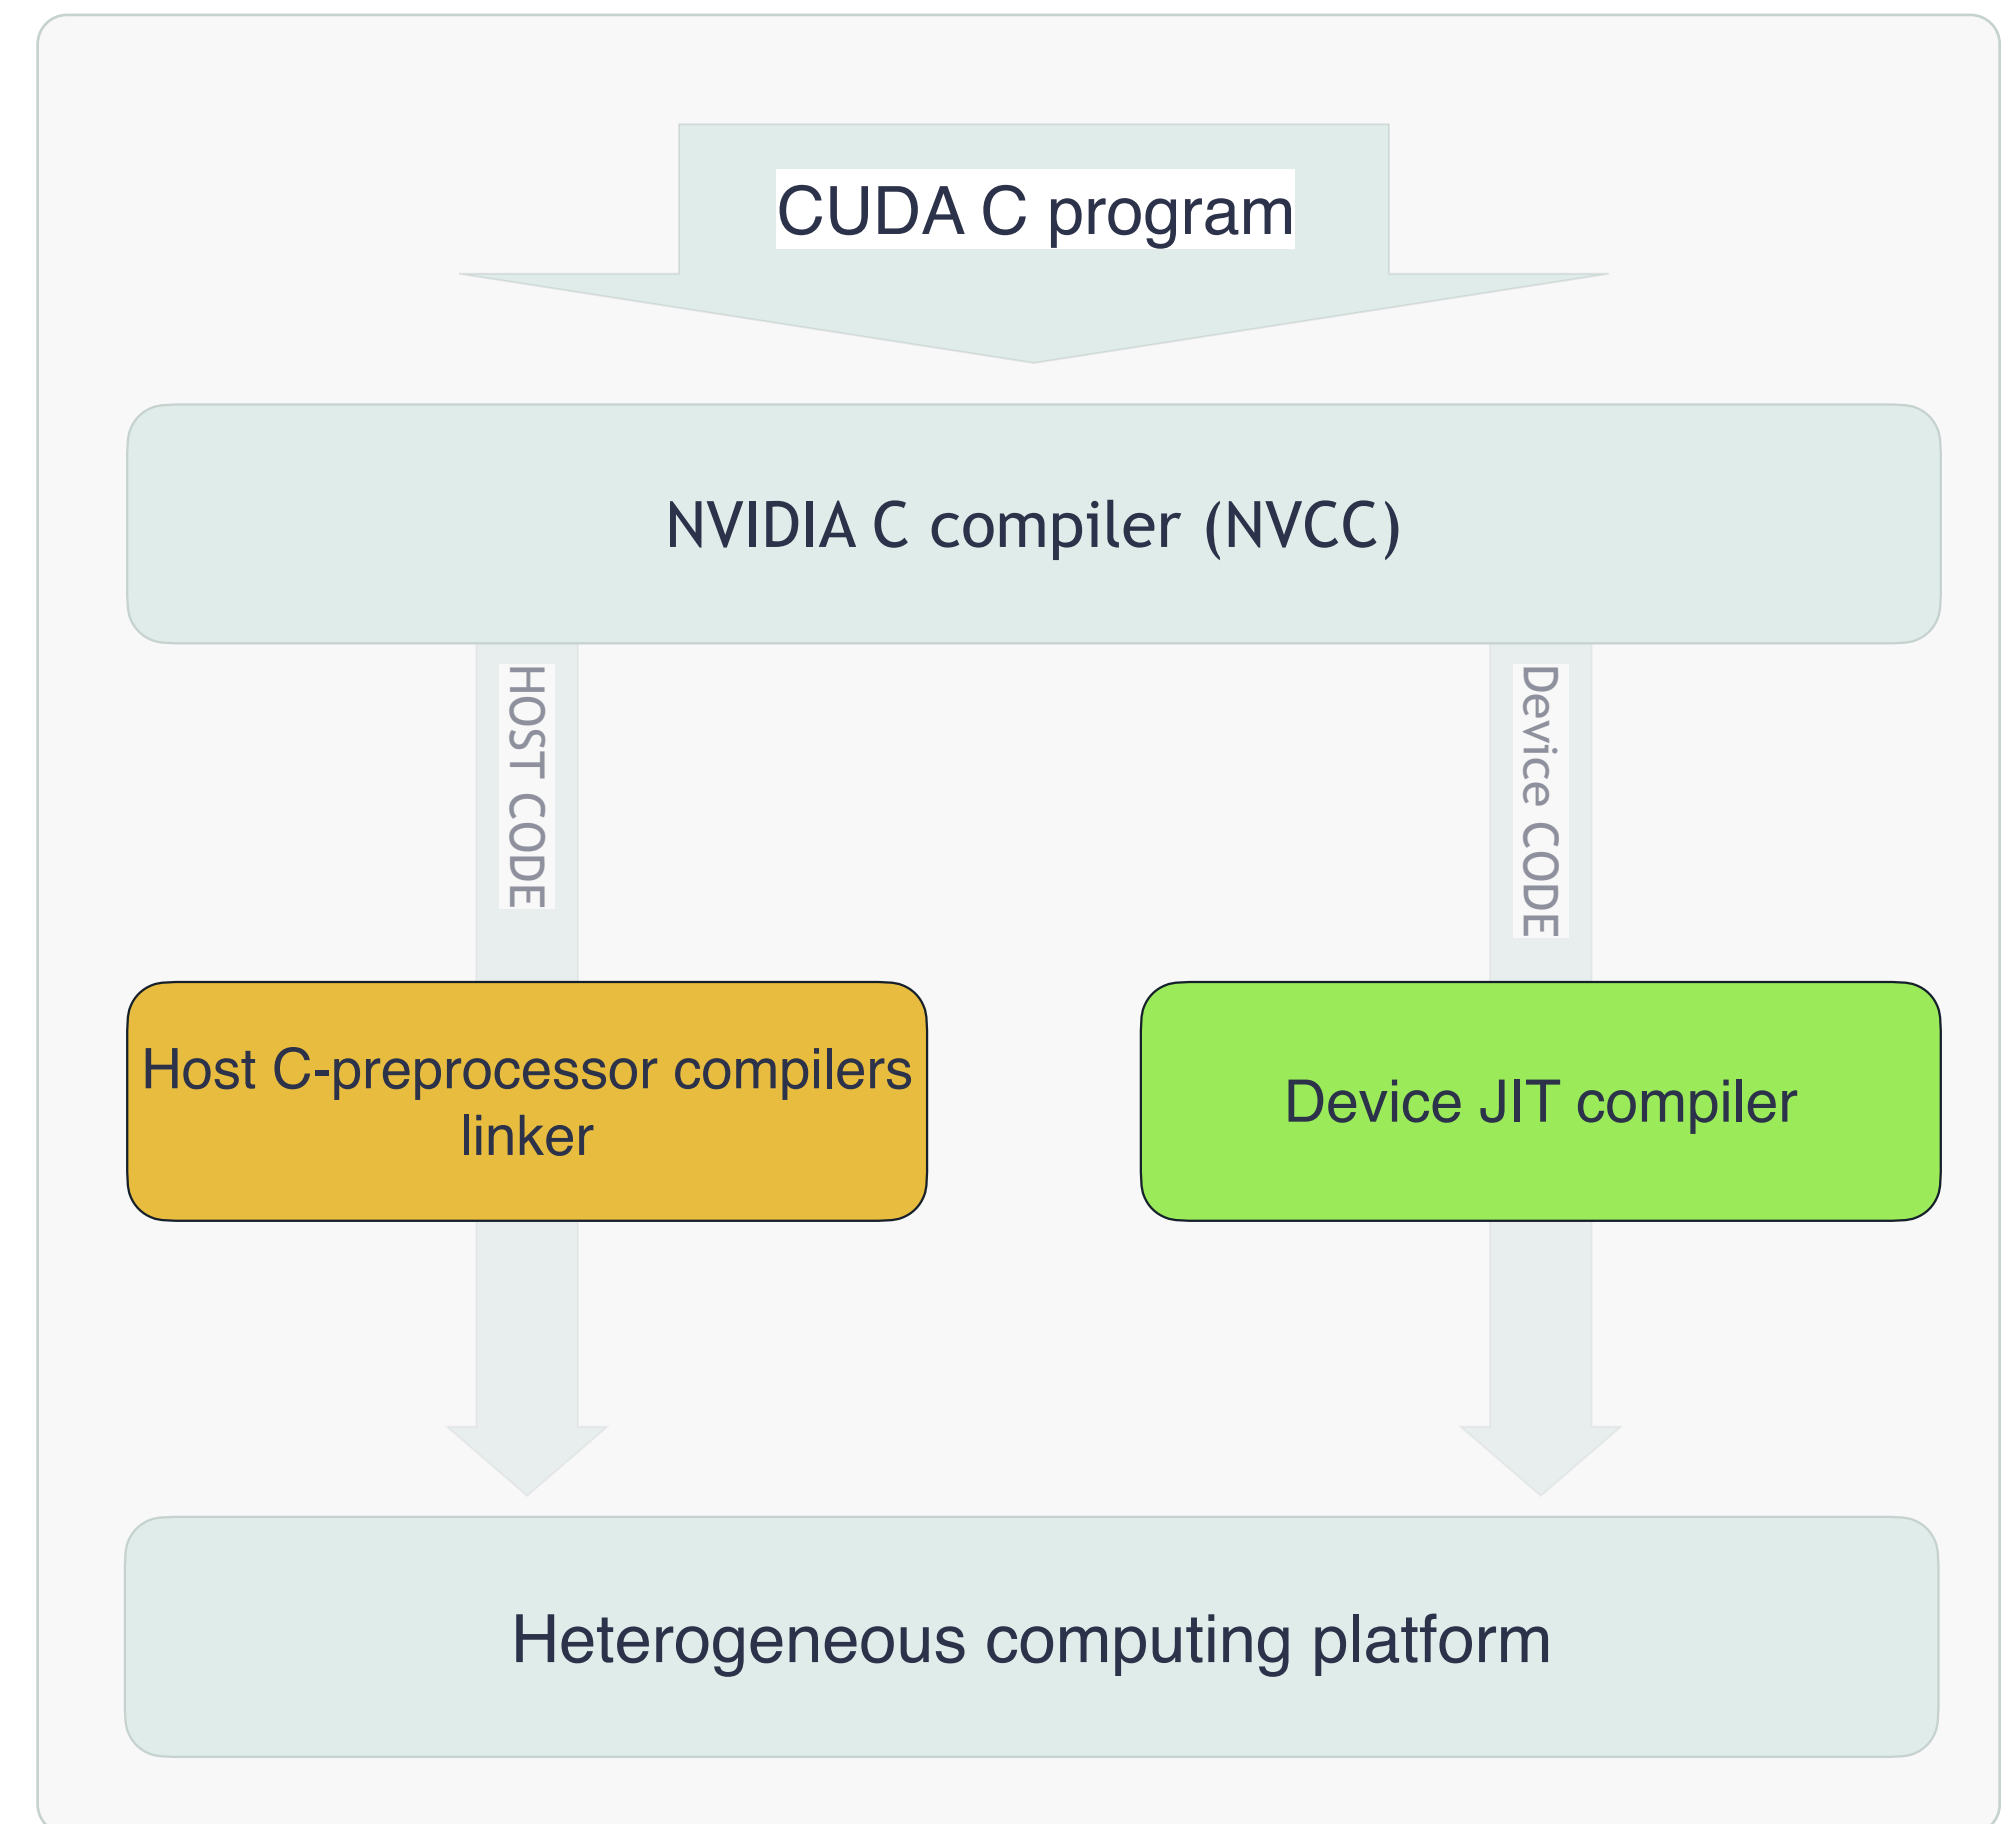 CUDA C program
NVIDIA C compiler (NVCC)
HOST CODE
Device CODE
Host C-preprocessor compilers
linker
Device JIT compiler
Heterogeneous computing platform